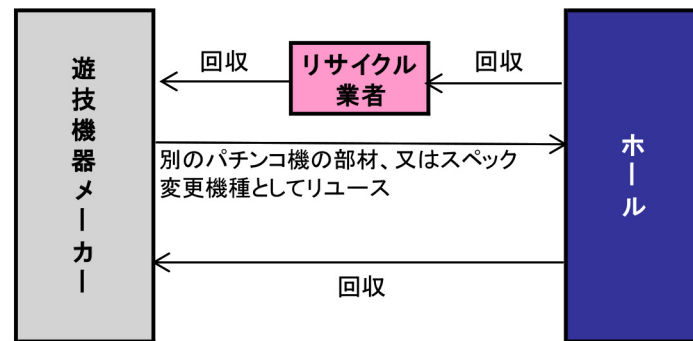 遊技機器メーカー
回収
リサイクル
業者
回収
別のパチンコ機の部材、又はスペック
変更機種としてリユース
回収
ホール